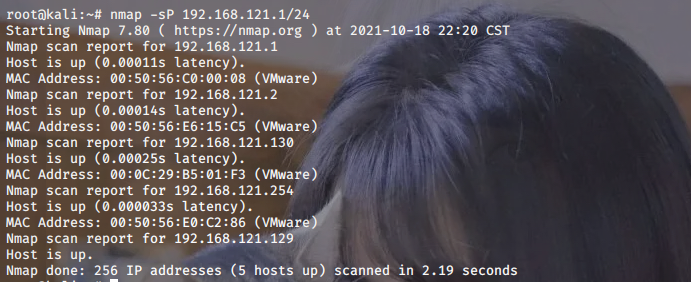 root@kali:~# nmap -sP 192.168.121.1/24
Starting Nmap 7.80 ( https://nmap.org ) at 2021-10-18 22:20 CST
Nmap scan report for 192.168.121.1
Host is up (0.00011s latency).
MAC Address: 00:50:56:C0:00:08 (VMware)
Nmap scan report for 192.168.121.2
Host is up (0.00014s latency).
MAC Address: 00:50:56:E6:15:C5 (VMware)
Nmap scan report for 192.168.121.130
Host is up (0.00025s latency).
MAC Address: 00:0C:29:B5:01:F3 (VMware)
Nmap scan report for 192.168.121.254
Host is up (0.000033s latency).
MAC Address: 00:50:56:E0:C2:86 (VMware)
Nmap scan report for 192.168.121.129
Host is up.
Nmap done: 256 IP addresses (5 hosts up) scanned in 2.19 seconds